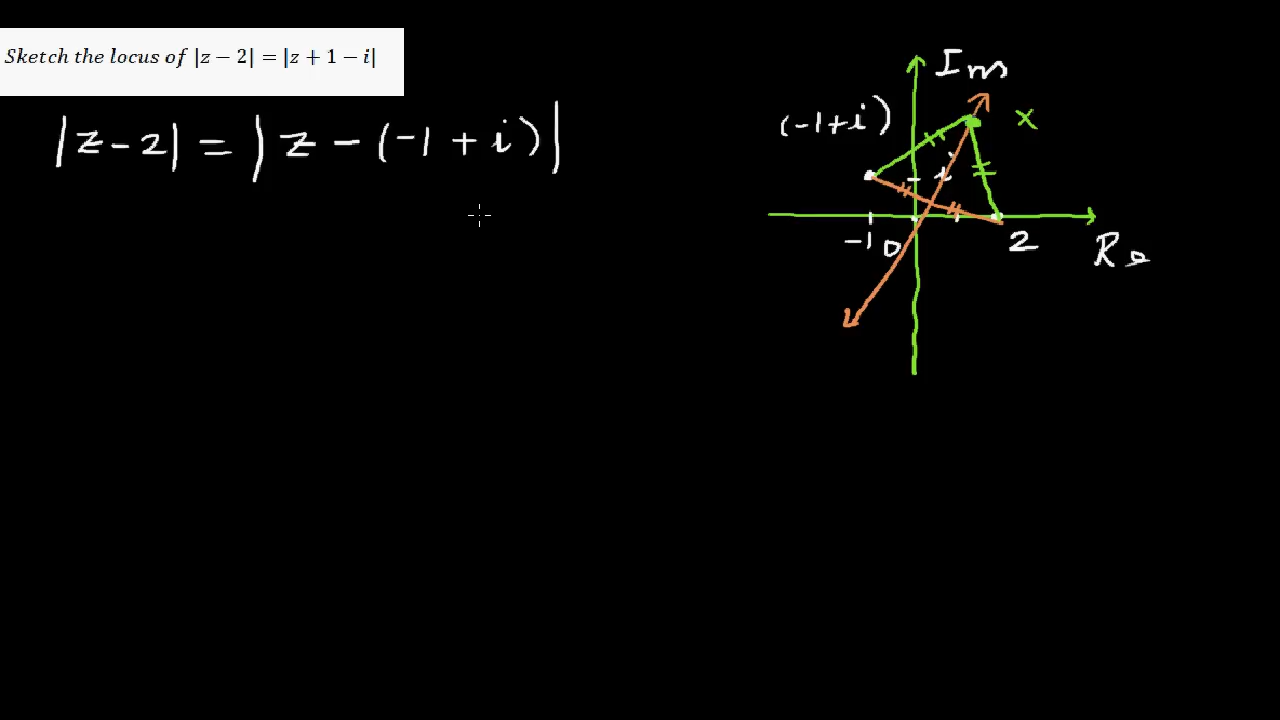 Sketch the locus of |z − 2| = |z + 1 − i|
|z - 2| = |z - (-1 + i)|
Im
(-1+i)
x
i
-1 0 2 Re